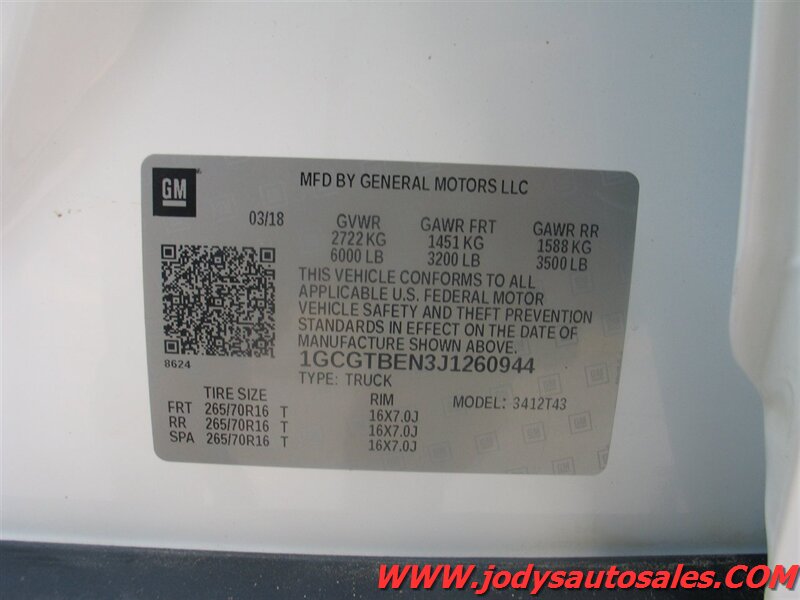 GM
MFD BY GENERAL MOTORS LLC
03/18 GVWR GAWR FRT GAWR RR
2722 KG 1451 KG 1588 KG
6000 LB 3200 LB 3500 LB
THIS VEHICLE CONFORMS TO ALL
APPLICABLE U.S. FEDERAL MOTOR
VEHICLE SAFETY AND THEFT PREVENTION
STANDARDS IN EFFECT ON THE DATE OF
MANUFACTURE SHOWN ABOVE.
8624
1GCGTBEN3J1260944
TYPE: TRUCK
TIRE SIZE RIM MODEL: 3412T43
FRT 265/70R16 T 16X7.0J
RR 265/70R16 T 16X7.0J
SPA 265/70R16 T 16X7.0J
www.jodysautosales.com